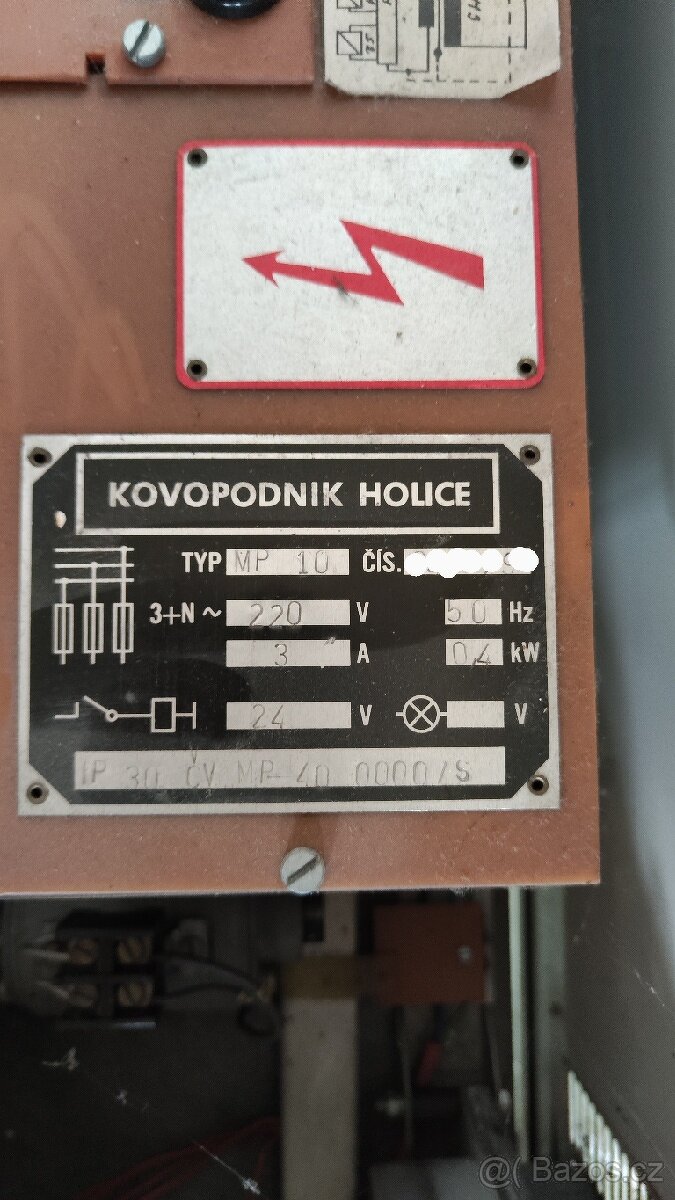 KOVOPODNIK HOLICE
TYP MP 10 ČÍS.
3+N ~ 220 V 50 Hz
3 A 0,4 kW
24 V V
IP 30 ČV MP-40 0000/S
@( Bazos.cz